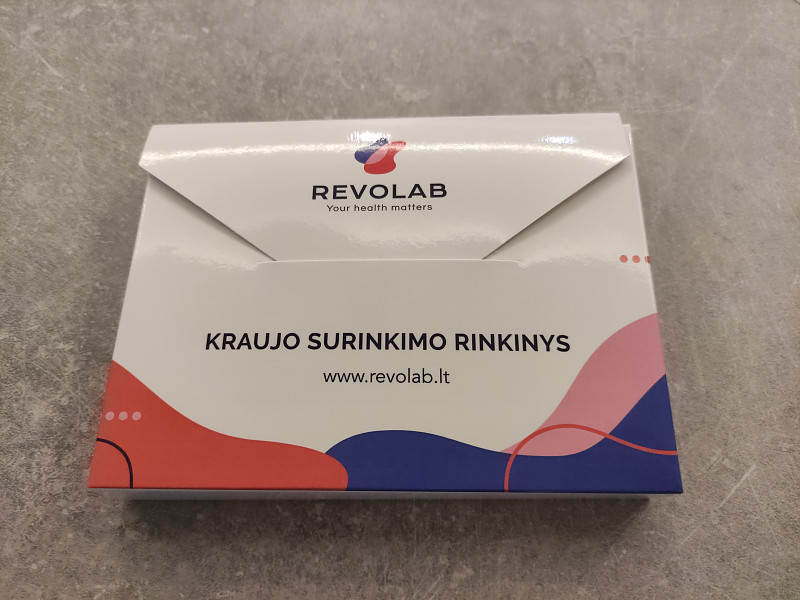 REVOLAB
Your health matters
KRAUJO SURINKIMO RINKINYS
www.revolab.lt